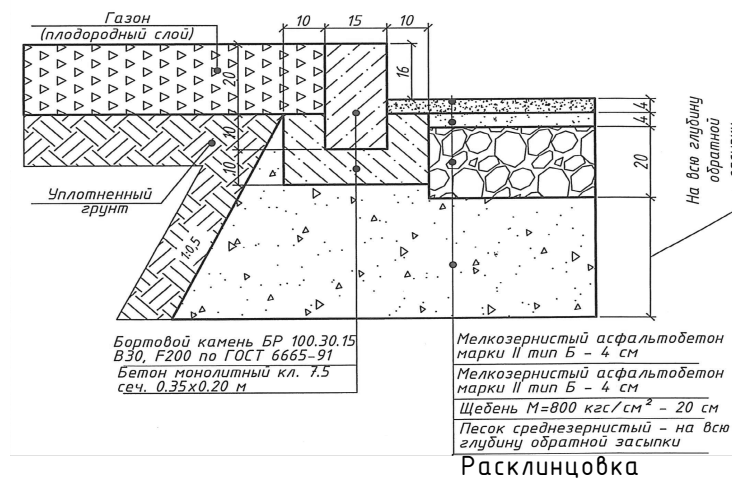 Газон
(плодородный слой)
10 15 10
20
16
4
4
10
10
20
На всю глубину
обратной
Уплотненный
грунт
1:0,5
Бортовой камень БР 100.30.15
В30, F200 по ГОСТ 6665-91
Бетон монолитный кл. 7.5
сеч. 0.35х0.20 м
Мелкозернистый асфальтобетон
марки II тип Б - 4 см
Мелкозернистый асфальтобетон
марки II тип Б - 4 см
Щебень М=800 кгс/см² - 20 см
Песок среднезернистый - на всю
глубину обратной засыпки
Расклинцовка